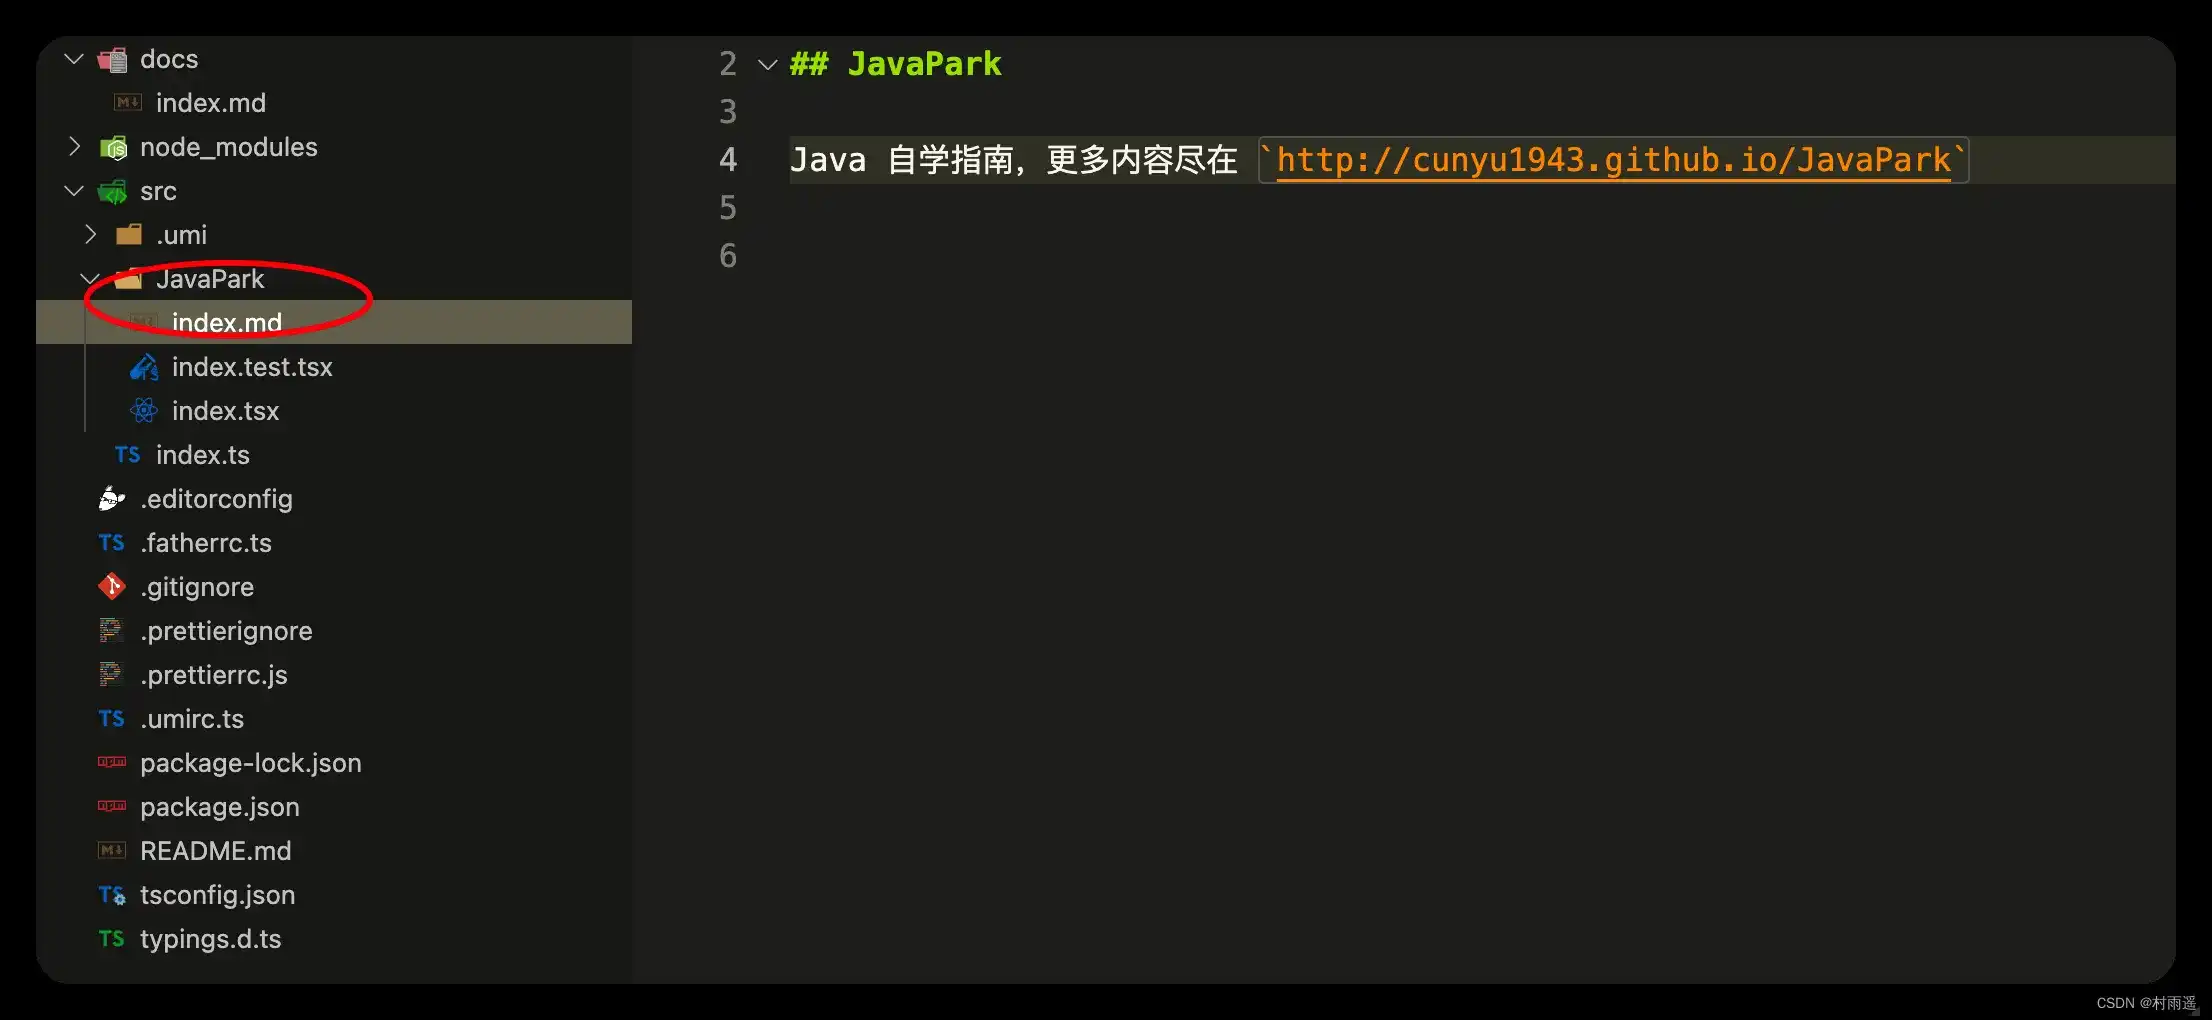 docs
index.md
node_modules
src
.umi
JavaPark
index.md
index.test.tsx
index.tsx
TS index.ts
.editorconfig
TS .fatherrc.ts
.gitignore
.prettierignore
.prettierrc.js
TS .umirc.ts
package-lock.json
package.json
README.md
TS tsconfig.json
TS typings.d.ts
2 ## JavaPark
3
4 Java 自学指南，更多内容尽在 `http://cunyu1943.github.io/JavaPark`
5
6
CSDN @村雨遥